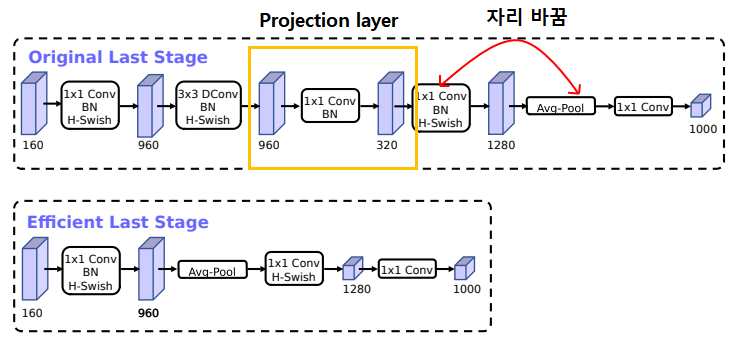 Projection layer
자리 바꿈
Original Last Stage
1x1 Conv
BN
H-Swish
3x3 DConv
BN
H-Swish
1x1 Conv
BN
1x1 Conv
BN
H-Swish
Avg-Pool
1x1 Conv
160
960
960
320
1280
1000
Efficient Last Stage
1x1 Conv
BN
H-Swish
Avg-Pool
1x1 Conv
H-Swish
1x1 Conv
160
960
1280
1000